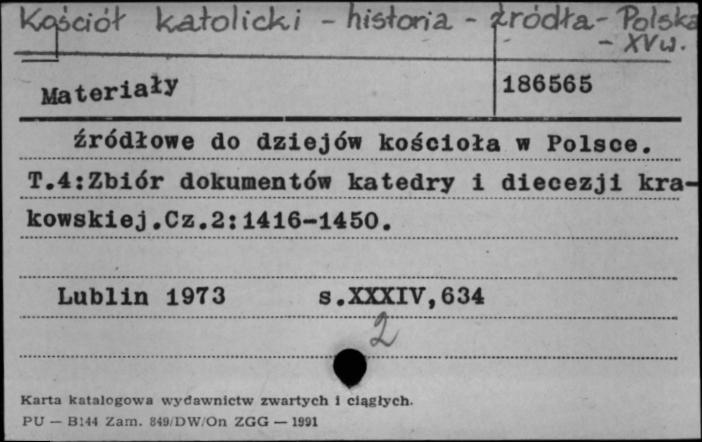 Kościół katolicki - historia - źródła - Polska
- XV w.
Materiały 186565
źródłowe do dziejów kościoła w Polsce.
T.4:Zbiór dokumentów katedry i diecezji kra-
kowskiej.Cz.2:1416-1450.
Lublin 1973 s.XXXIV,634
2
Karta katalogowa wydawnictw zwartych i ciągłych.
PU — B144 Zam. 849/DW/On ZGG — 1991